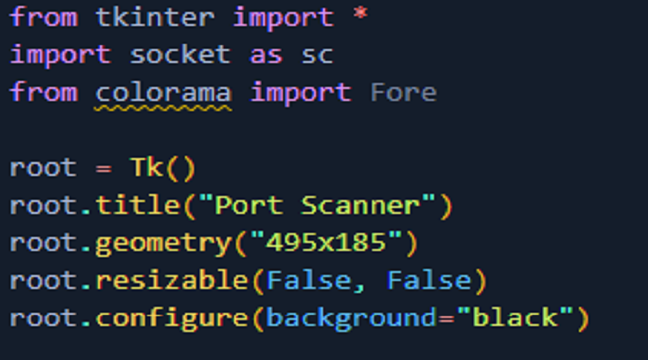 from tkinter import *
import socket as sc
from colorama import Fore
root = Tk()
root.title("Port Scanner")
root.geometry("495x185")
root.resizable(False, False)
root.configure(background="black")